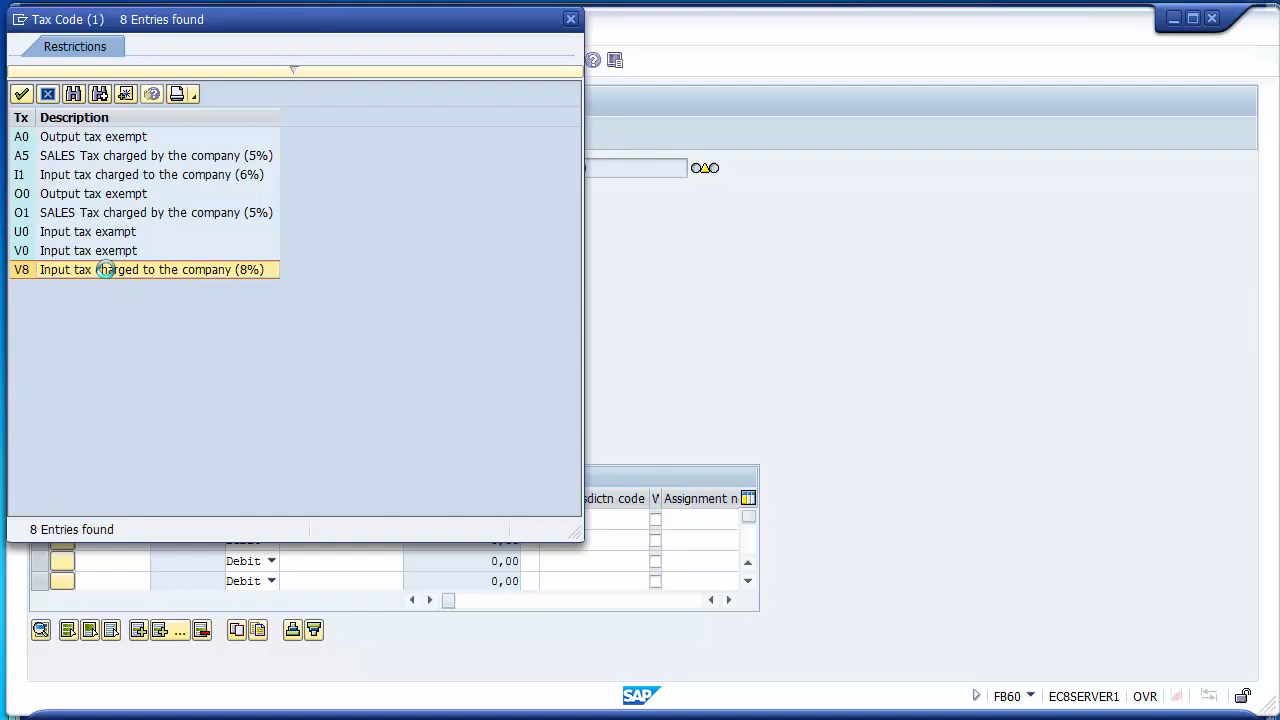 Tax Code (1) 8 Entries found
Restrictions
Tx Description
A0 Output tax exempt
A5 SALES Tax charged by the company (5%)
I1 Input tax charged to the company (6%)
O0 Output tax exempt
O1 SALES Tax charged by the company (5%)
U0 Input tax exampt
V0 Input tax exempt
V8 Input tax charged to the company (8%)
sdictn code V Assignment n
8 Entries found
Debit 0,00
Debit 0,00
...
SAP
FB60 EC8SERVER1 OVR